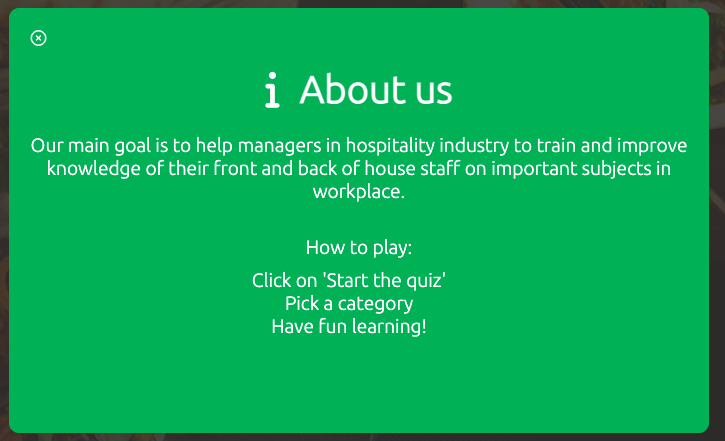 About us
Our main goal is to help managers in hospitality industry to train and improve
knowledge of their front and back of house staff on important subjects in
workplace.
How to play:
Click on 'Start the quiz'
Pick a category
Have fun learning!